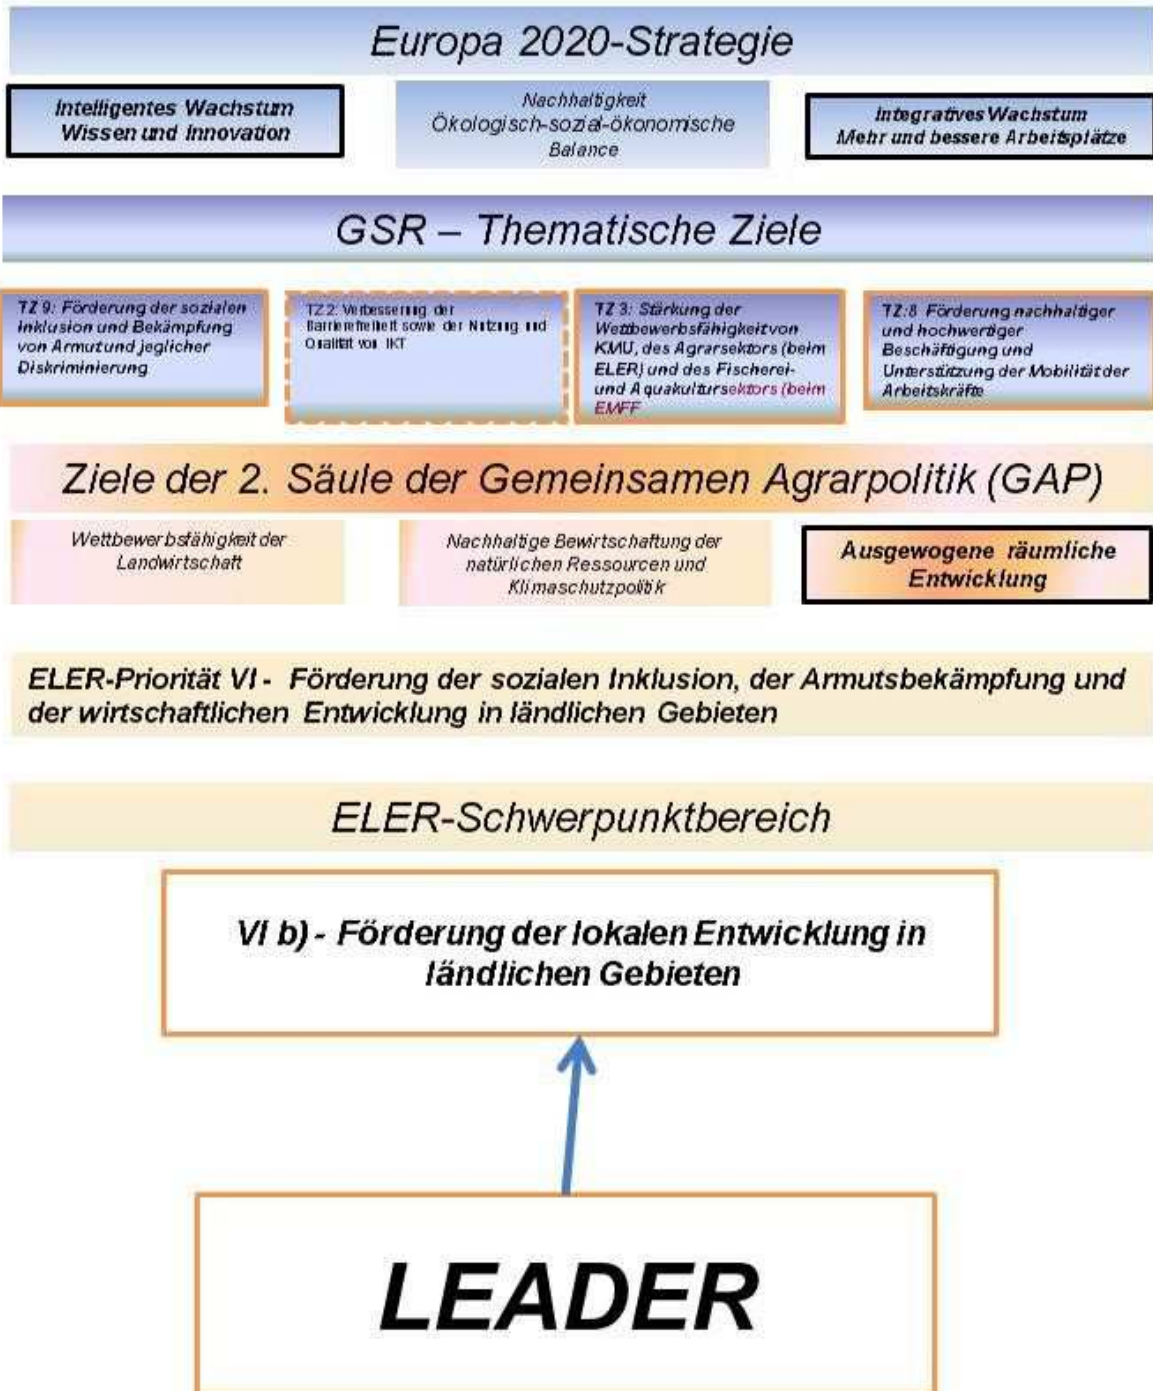 Europa 2020-Strategie
Intelligentes Wachstum
Wissen und Innovation
Nachhaltigkeit
Ökologisch-sozial-ökonomische
Balance
Integratives Wachstum
Mehr und bessere Arbeitsplätze
GSR – Thematische Ziele
TZ 9: Förderung der sozialen
Inklusion und Bekämpfung
von Armut und jeglicher
Diskriminierung
TZ 2: Verbesserung der
Barrierefreiheit sowie der Nutzung und
Qualität von IKT
TZ 3: Stärkung der
Wettbewerbsfähigkeit von
KMU, des Agrarsektors (beim
ELER) und des Fischerei-
und Aquakultursektors (beim
EMFF
TZ:8 Förderung nachhaltiger
und hochwertiger
Beschäftigung und
Unterstützung der Mobilität der
Arbeitskräfte
Ziele der 2. Säule der Gemeinsamen Agrarpolitik (GAP)
Wettbewerbsfähigkeit der
Landwirtschaft
Nachhaltige Bewirtschaftung der
natürlichen Ressourcen und
Klimaschutzpolitik
Ausgewogene räumliche
Entwicklung
ELER-Priorität VI - Förderung der sozialen Inklusion, der Armutsbekämpfung und
der wirtschaftlichen Entwicklung in ländlichen Gebieten
ELER-Schwerpunktbereich
VI b) - Förderung der lokalen Entwicklung in
ländlichen Gebieten
LEADER